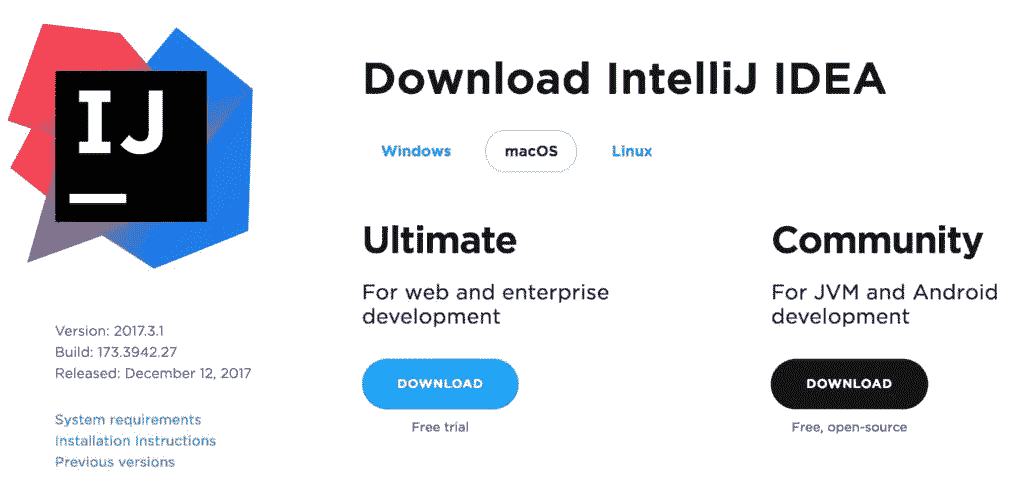 IJ
Download IntelliJ IDEA
Windows macOS Linux
Ultimate
For web and enterprise
development
DOWNLOAD
Free trial
Community
For JVM and Android
development
DOWNLOAD
Free, open-source
Version: 2017.3.1
Build: 173.3942.27
Released: December 12, 2017
System requirements
Installation Instructions
Previous versions